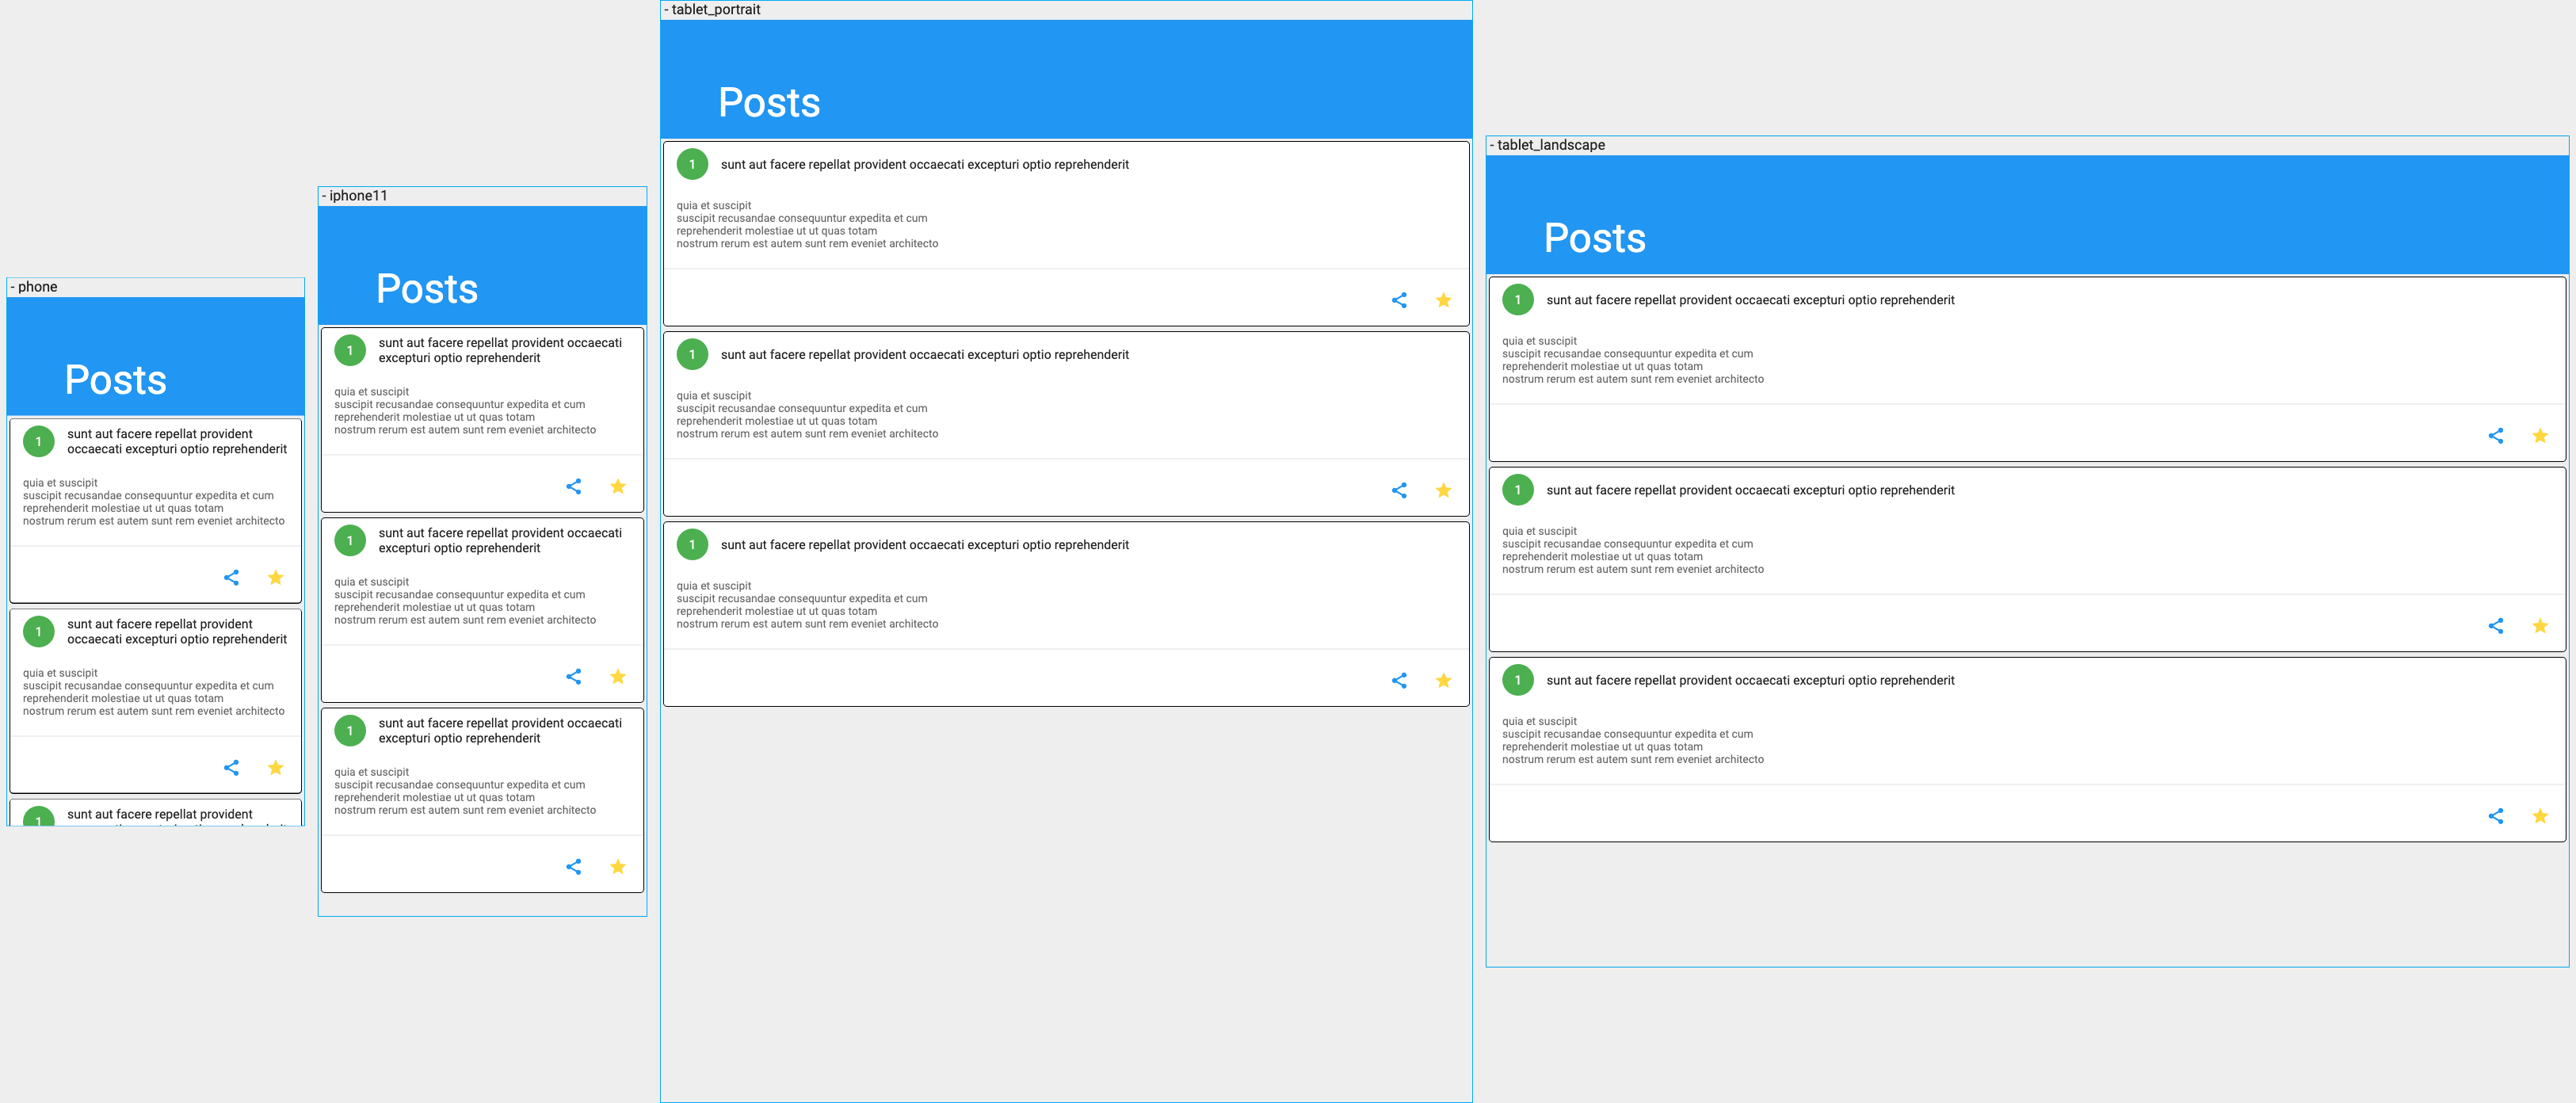 - phone
Posts
1
sunt aut facere repellat provident
occaecati excepturi optio reprehenderit
quia et suscipit
suscipit recusandae consequuntur expedita et cum
reprehenderit molestiae ut ut quas totam
nostrum rerum est autem sunt rem eveniet architecto
1
sunt aut facere repellat provident
occaecati excepturi optio reprehenderit
quia et suscipit
suscipit recusandae consequuntur expedita et cum
reprehenderit molestiae ut ut quas totam
nostrum rerum est autem sunt rem eveniet architecto
1
sunt aut facere repellat provident
- iphone11
Posts
1
sunt aut facere repellat provident occaecati
excepturi optio reprehenderit
quia et suscipit
suscipit recusandae consequuntur expedita et cum
reprehenderit molestiae ut ut quas totam
nostrum rerum est autem sunt rem eveniet architecto
1
sunt aut facere repellat provident occaecati
excepturi optio reprehenderit
quia et suscipit
suscipit recusandae consequuntur expedita et cum
reprehenderit molestiae ut ut quas totam
nostrum rerum est autem sunt rem eveniet architecto
1
sunt aut facere repellat provident occaecati
excepturi optio reprehenderit
quia et suscipit
suscipit recusandae consequuntur expedita et cum
reprehenderit molestiae ut ut quas totam
nostrum rerum est autem sunt rem eveniet architecto
- tablet_portrait
Posts
1
sunt aut facere repellat provident occaecati excepturi optio reprehenderit
quia et suscipit
suscipit recusandae consequuntur expedita et cum
reprehenderit molestiae ut ut quas totam
nostrum rerum est autem sunt rem eveniet architecto
1
sunt aut facere repellat provident occaecati excepturi optio reprehenderit
quia et suscipit
suscipit recusandae consequuntur expedita et cum
reprehenderit molestiae ut ut quas totam
nostrum rerum est autem sunt rem eveniet architecto
1
sunt aut facere repellat provident occaecati excepturi optio reprehenderit
quia et suscipit
suscipit recusandae consequuntur expedita et cum
reprehenderit molestiae ut ut quas totam
nostrum rerum est autem sunt rem eveniet architecto
- tablet_landscape
Posts
1
sunt aut facere repellat provident occaecati excepturi optio reprehenderit
quia et suscipit
suscipit recusandae consequuntur expedita et cum
reprehenderit molestiae ut ut quas totam
nostrum rerum est autem sunt rem eveniet architecto
1
sunt aut facere repellat provident occaecati excepturi optio reprehenderit
quia et suscipit
suscipit recusandae consequuntur expedita et cum
reprehenderit molestiae ut ut quas totam
nostrum rerum est autem sunt rem eveniet architecto
1
sunt aut facere repellat provident occaecati excepturi optio reprehenderit
quia et suscipit
suscipit recusandae consequuntur expedita et cum
reprehenderit molestiae ut ut quas totam
nostrum rerum est autem sunt rem eveniet architecto